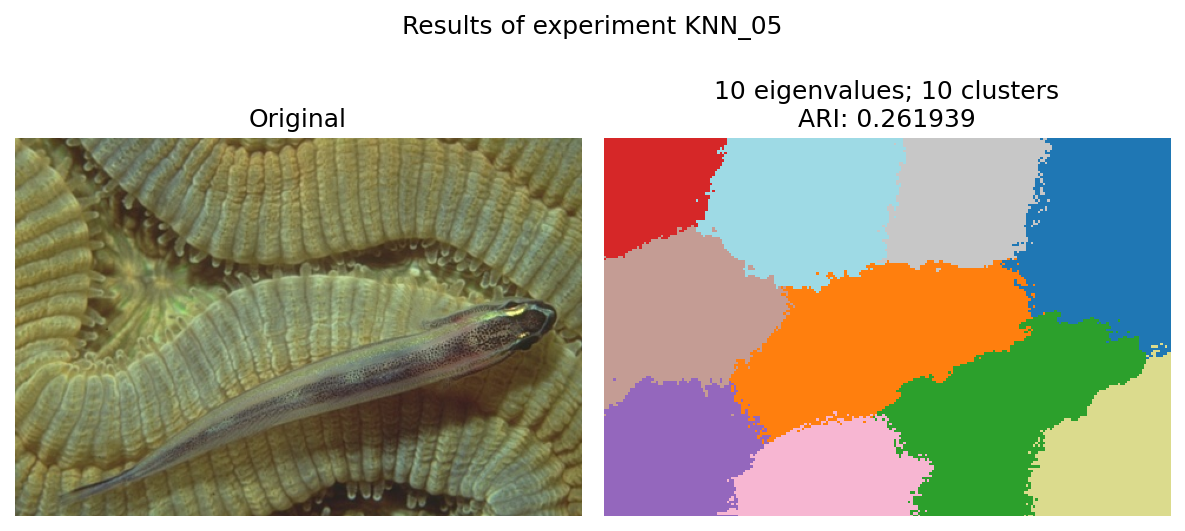 Results of experiment KNN_05
Original
10 eigenvalues; 10 clusters
ARI: 0.261939